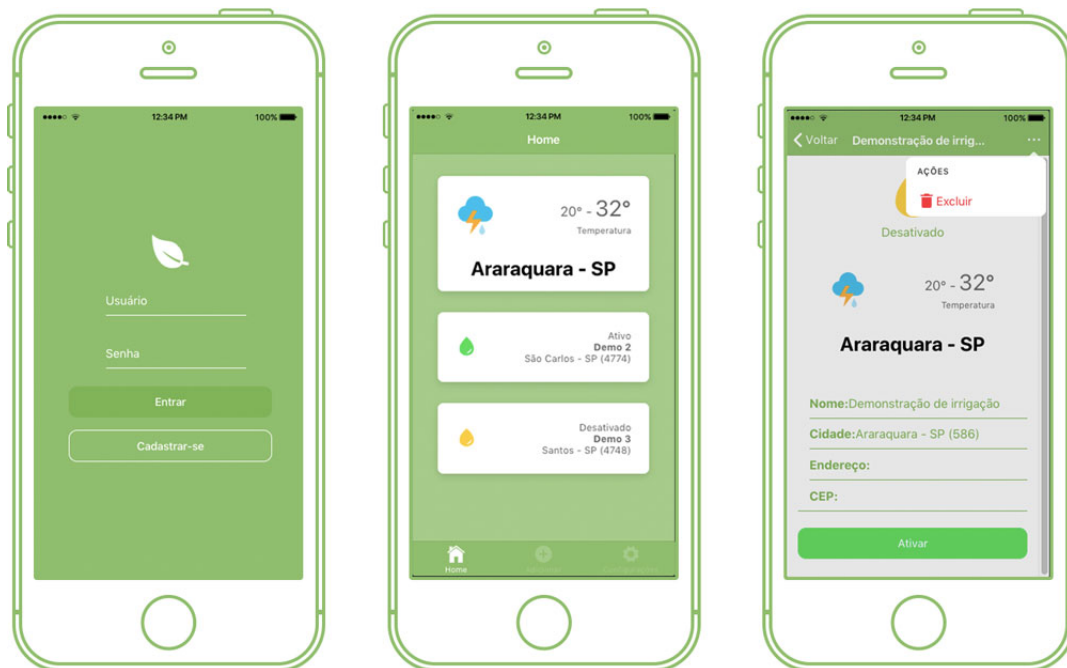 12:34 PM
100%
Usuário
Senha
Entrar
Cadastrar-se
12:34 PM
100%
Home
20° - 32°
Temperatura
Araraquara - SP
Ativo
Demo 2
São Carlos - SP (4774)
Desativado
Demo 3
Santos - SP (4748)
Home
12:34 PM
100%
Voltar Demonstração de irrig... ...
AÇÕES
Excluir
Desativado
20° - 32°
Temperatura
Araraquara - SP
Nome:Demonstração de irrigação
Cidade:Araraquara - SP (586)
Endereço:
CEP:
Ativar